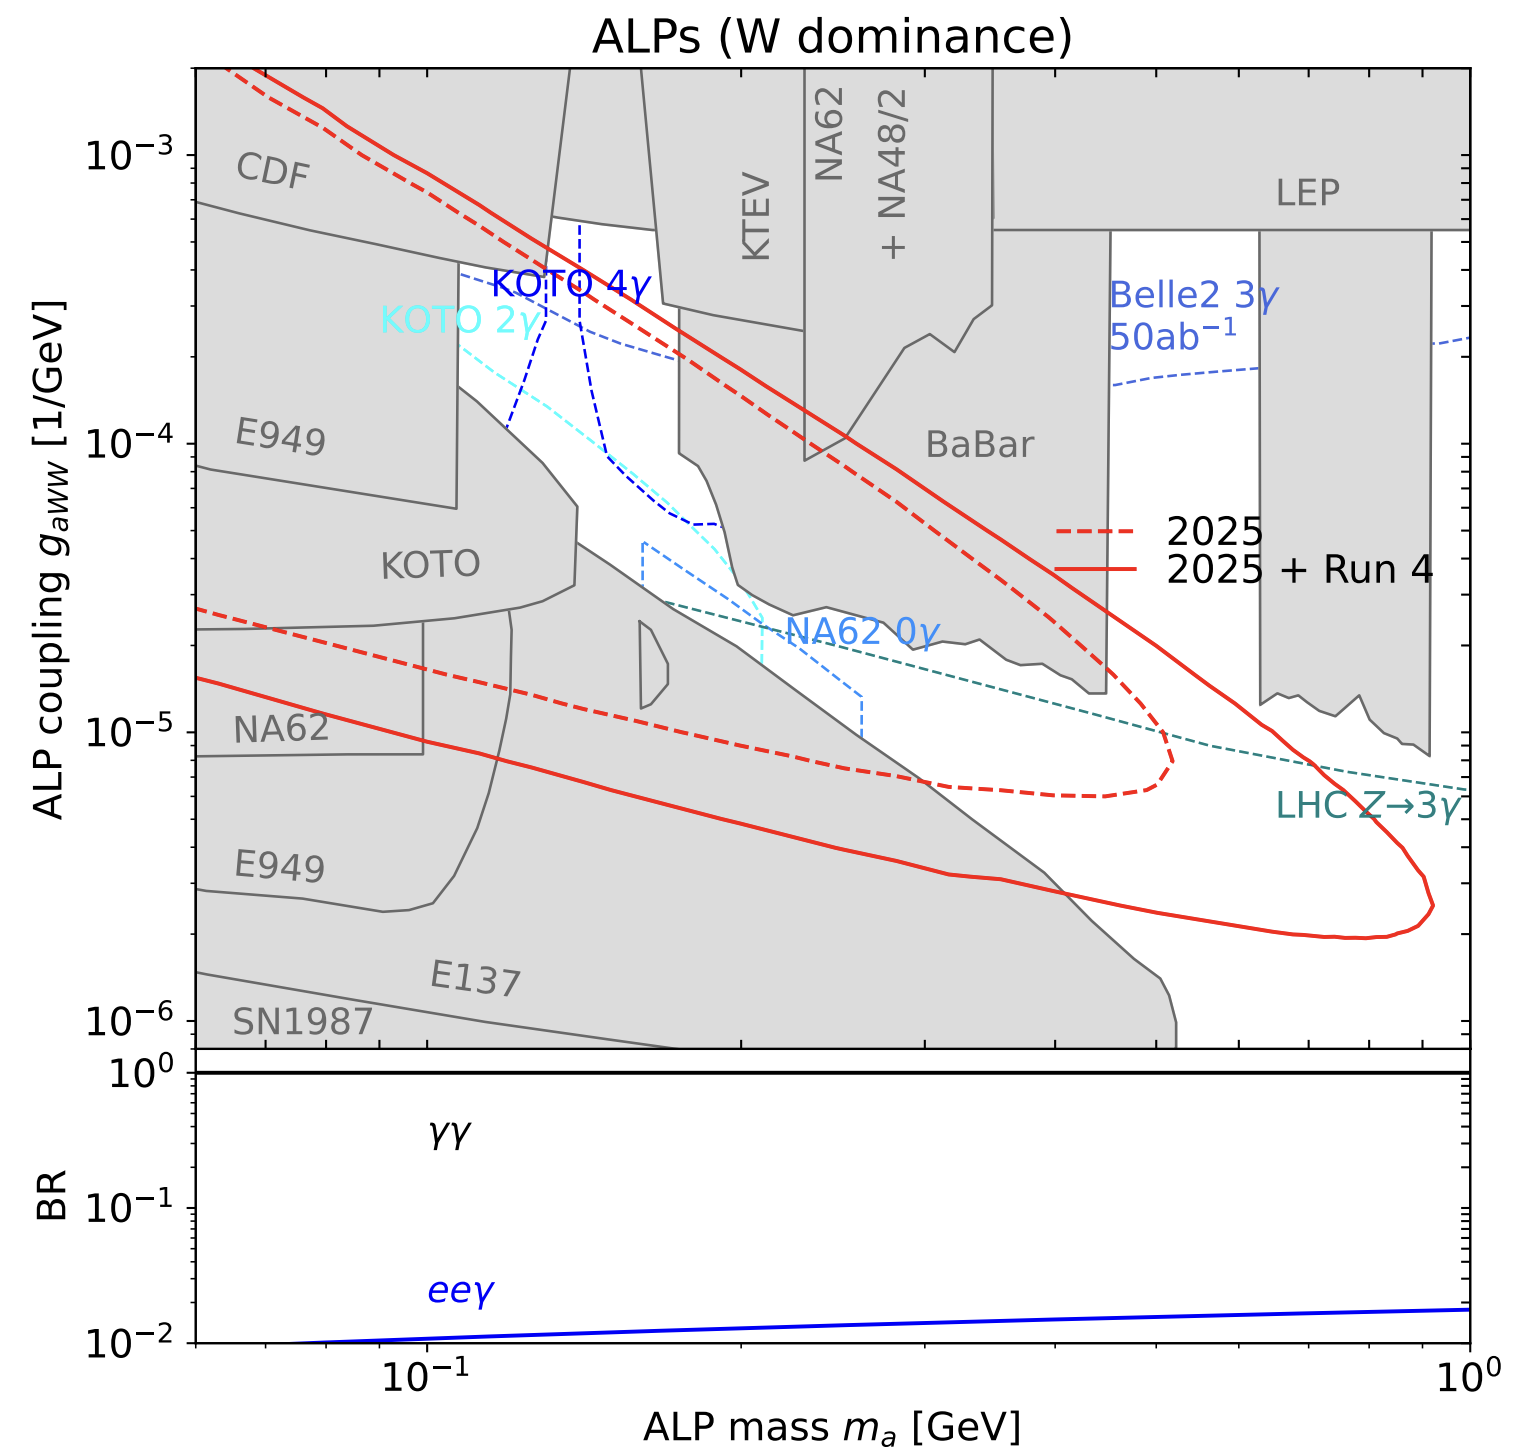 ALPs (W dominance)
ALP coupling g_aWW [1/GeV]
10⁻³
10⁻⁴
10⁻⁵
10⁻⁶
CDF
KTEV
NA62
+ NA48/2
LEP
KOTO 4γ
KOTO 2γ
Belle2 3γ
50ab⁻¹
E949
BaBar
2025
2025 + Run 4
KOTO
NA62 0γ
NA62
LHC Z→3γ
E949
E137
SN1987
BR
10⁰
10⁻¹
10⁻²
γγ
eeγ
10⁻¹
10⁰
ALP mass mₐ [GeV]